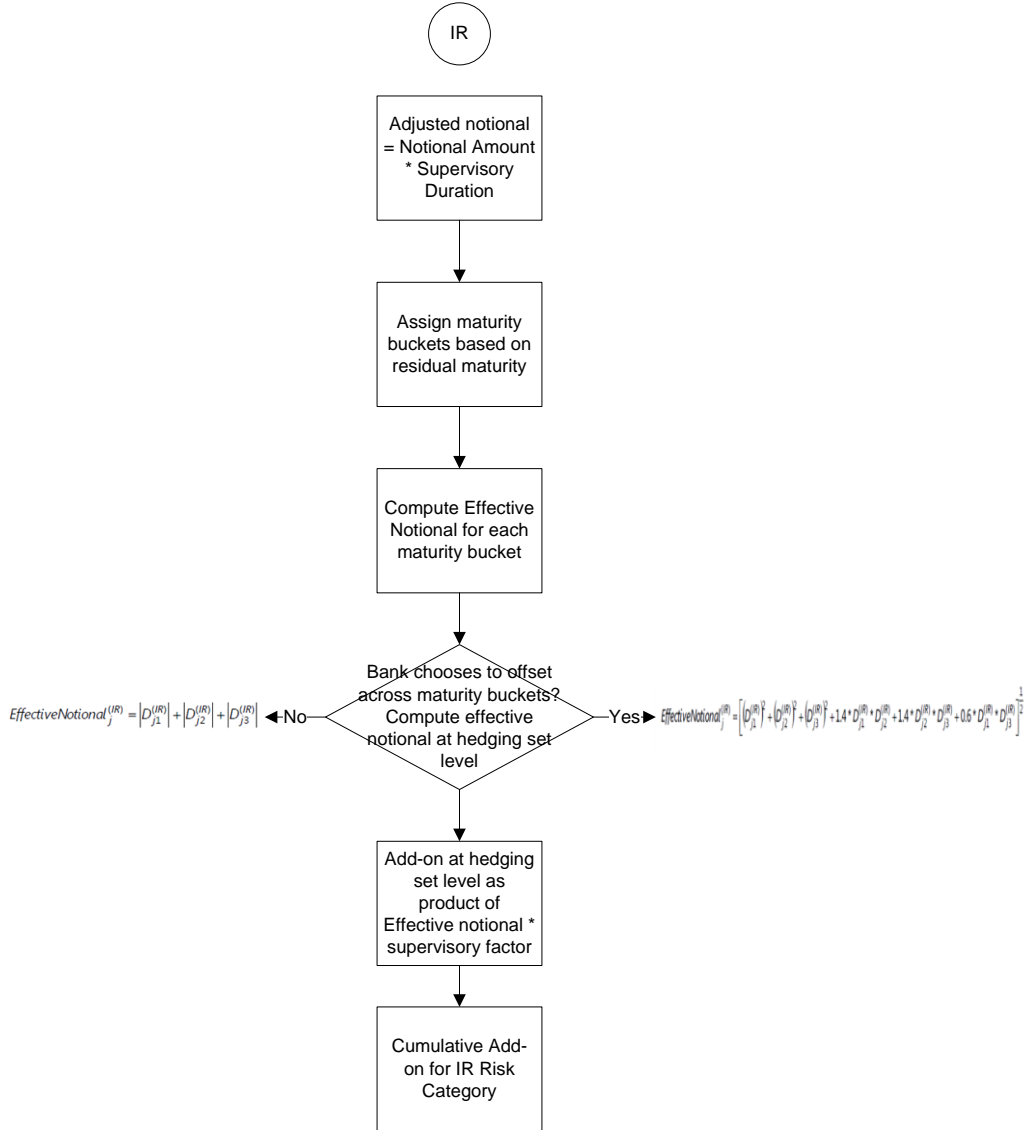 IR
Adjusted notional
= Notional Amount
* Supervisory
Duration
Assign maturity
buckets based on
residual maturity
Compute Effective
Notional for each
maturity bucket
Bank chooses to offset
across maturity buckets?
Compute effective
notional at hedging set
level
No
EffectiveNotional_j^(IR) = |D_j1^(IR)| + |D_j2^(IR)| + |D_j3^(IR)|
Yes
EffectiveNotional_j^(IR) = [(D_j1^(IR))^2 + (D_j2^(IR))^2 + (D_j3^(IR))^2 + 1.4 * D_j1^(IR) * D_j2^(IR) + 1.4 * D_j2^(IR) * D_j3^(IR) + 0.6 * D_j1^(IR) * D_j3^(IR)]^(1/2)
Add-on at hedging
set level as
product of
Effective notional *
supervisory factor
Cumulative Add-
on for IR Risk
Category